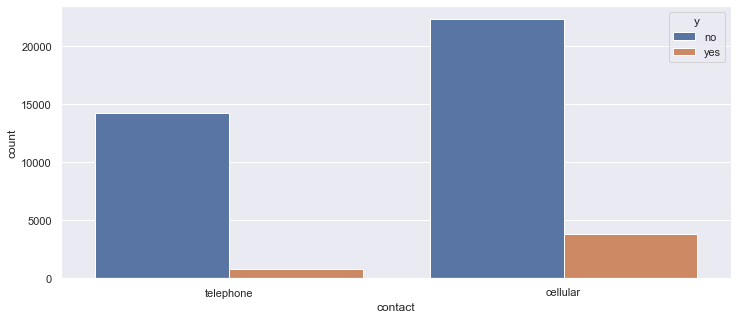 y
no
yes
20000
15000
10000
5000
0
count
telephone
cellular
contact